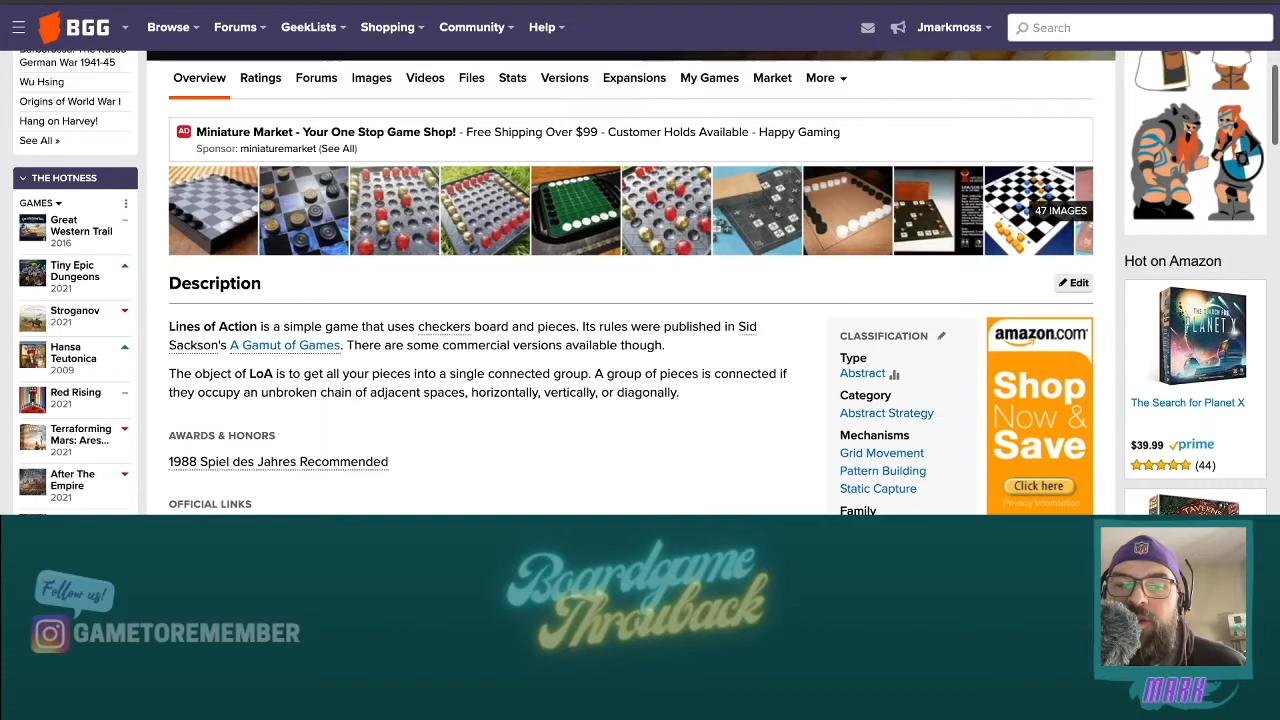 BGG
Browse
Forums
GeekLists
Shopping
Community
Help
Jmarkmoss
Search
German War 1941-45
Wu Hsing
Origins of World War I
Hang on Harvey!
See All »
THE HOTNESS
GAMES
Great
Western Trail
2016
Tiny Epic
Dungeons
2021
Stroganov
2021
Hansa
Teutonica
2009
Red Rising
2021
Terraforming
Mars: Ares...
2021
After The
Empire
2021
Overview
Ratings
Forums
Images
Videos
Files
Stats
Versions
Expansions
My Games
Market
More
AD Miniature Market - Your One Stop Game Shop! - Free Shipping Over $99 - Customer Holds Available - Happy Gaming
Sponsor: miniaturemarket (See All)
47 IMAGES
Description
Edit
Lines of Action is a simple game that uses checkers board and pieces. Its rules were published in Sid
Sackson's A Gamut of Games. There are some commercial versions available though.
The object of LoA is to get all your pieces into a single connected group. A group of pieces is connected if
they occupy an unbroken chain of adjacent spaces, horizontally, vertically, or diagonally.
AWARDS & HONORS
1988 Spiel des Jahres Recommended
OFFICIAL LINKS
CLASSIFICATION
Type
Abstract
Category
Abstract Strategy
Mechanisms
Grid Movement
Pattern Building
Static Capture
Family
amazon.com
Shop
Now &
Save
Click here
Privacy Information
Hot on Amazon
THE SEARCH FOR
PLANET X
The Search for Planet X
$39.99 prime
(44)
TAVERNS
Follow us!
GAMETOREMEMBER
Boardgame
Throwback
MARK